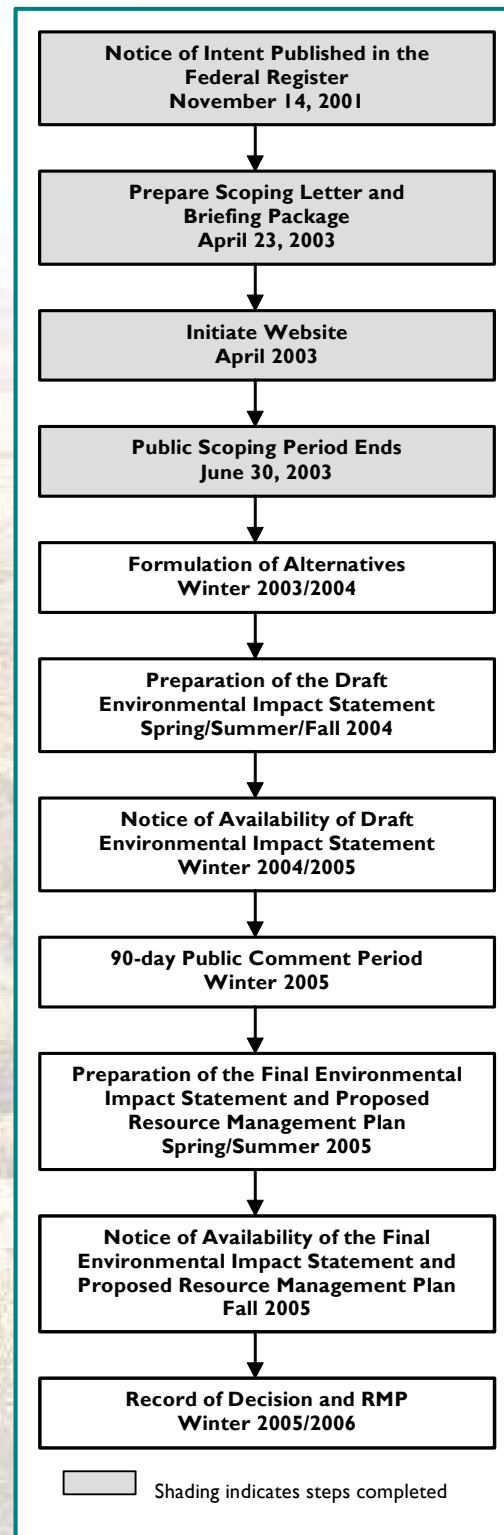 Notice of Intent Published in the
Federal Register
November 14, 2001
Prepare Scoping Letter and
Briefing Package
April 23, 2003
Initiate Website
April 2003
Public Scoping Period Ends
June 30, 2003
Formulation of Alternatives
Winter 2003/2004
Preparation of the Draft
Environmental Impact Statement
Spring/Summer/Fall 2004
Notice of Availability of Draft
Environmental Impact Statement
Winter 2004/2005
90-day Public Comment Period
Winter 2005
Preparation of the Final Environmental
Impact Statement and Proposed
Resource Management Plan
Spring/Summer 2005
Notice of Availability of the Final
Environmental Impact Statement and
Proposed Resource Management Plan
Fall 2005
Record of Decision and RMP
Winter 2005/2006
Shading indicates steps completed